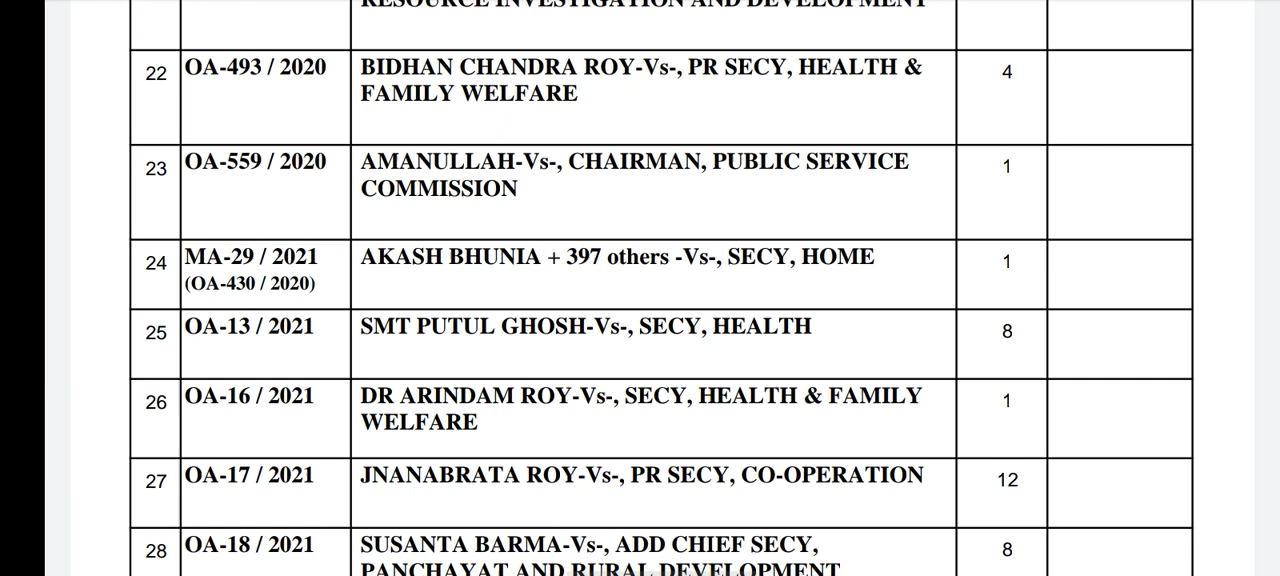 RESOURCE INVESTIGATION AND DEVELOPMENT
22 OA-493 / 2020 BIDHAN CHANDRA ROY-Vs-, PR SECY, HEALTH & 4
FAMILY WELFARE
23 OA-559 / 2020 AMANULLAH-Vs-, CHAIRMAN, PUBLIC SERVICE 1
COMMISSION
24 MA-29 / 2021 AKASH BHUNIA + 397 others -Vs-, SECY, HOME 1
(OA-430 / 2020)
25 OA-13 / 2021 SMT PUTUL GHOSH-Vs-, SECY, HEALTH 8
26 OA-16 / 2021 DR ARINDAM ROY-Vs-, SECY, HEALTH & FAMILY 1
WELFARE
27 OA-17 / 2021 JNANABRATA ROY-Vs-, PR SECY, CO-OPERATION 12
28 OA-18 / 2021 SUSANTA BARMA-Vs-, ADD CHIEF SECY, 8
PANCHAYAT AND RURAL DEVELOPMENT